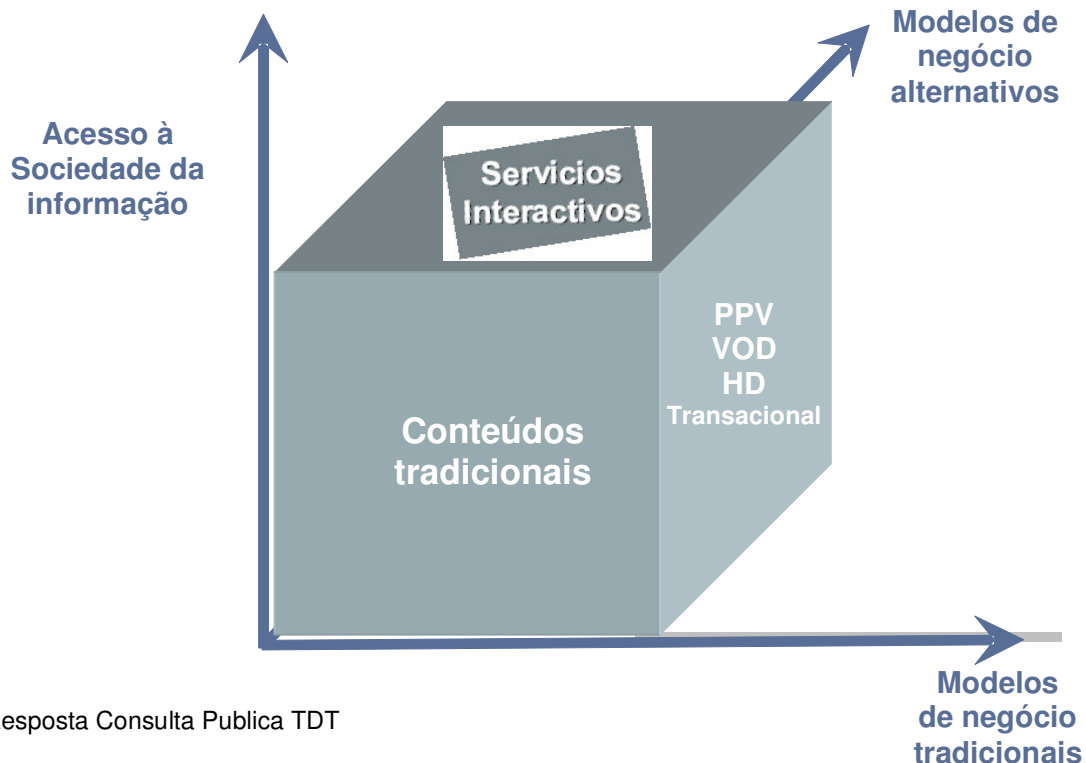 Modelos de
negócio
alternativos
Acesso à
Sociedade da
informação
Servicios
Interactivos
PPV
VOD
HD
Transacional
Conteúdos
tradicionais
Modelos
de negócio
tradicionais
esposta Consulta Publica TDT